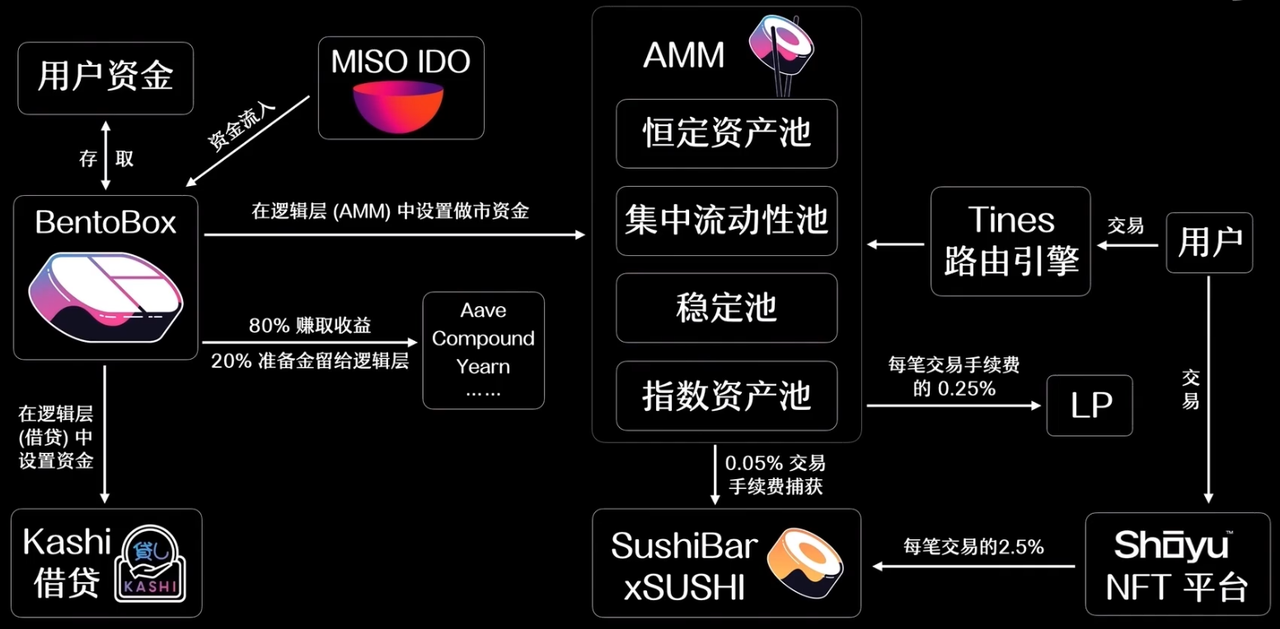 用户资金
MISO IDO
资金流入
存 取
BentoBox
在逻辑层 (AMM) 中设置做市资金
80% 赚取收益
20% 准备金留给逻辑层
Aave
Compound
Yearn
……
在逻辑层
(借贷) 中
设置资金
Kashi
借贷
貸し
KASHI
AMM
恒定资产池
集中流动性池
稳定池
指数资产池
Tines
路由引擎
交易
用户
每笔交易手续费
的 0.25%
LP
交易
0.05% 交易
手续费捕获
SushiBar
xSUSHI
每笔交易的2.5%
Shōyu™
NFT 平台